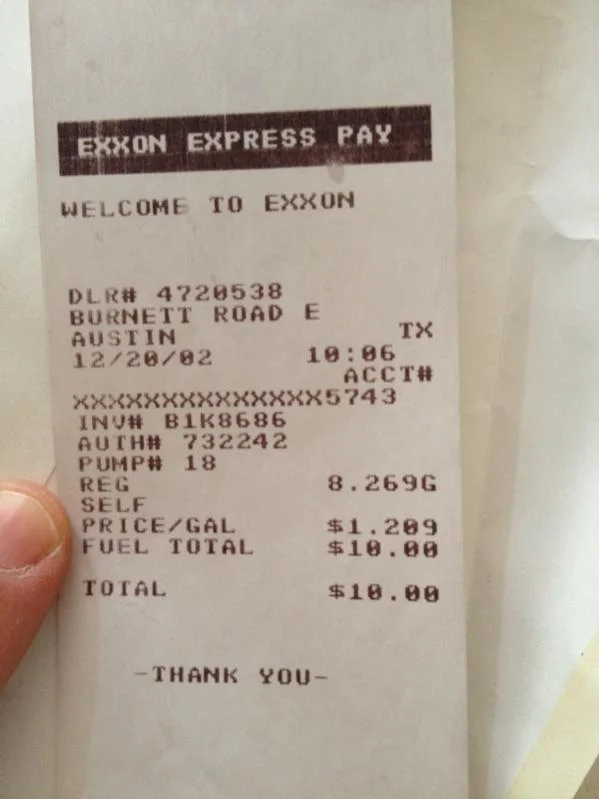 EXXON EXPRESS PAY
WELCOME TO EXXON
DLR# 4720538
BURNETT ROAD E
AUSTIN TX
12/20/02 10:06
ACCT#
XXXXXXXXXXXXXX5743
INV# B1K8686
AUTH# 732242
PUMP# 18
REG 8.269G
SELF
PRICE/GAL $1.209
FUEL TOTAL $10.00
TOTAL $10.00
-THANK YOU-